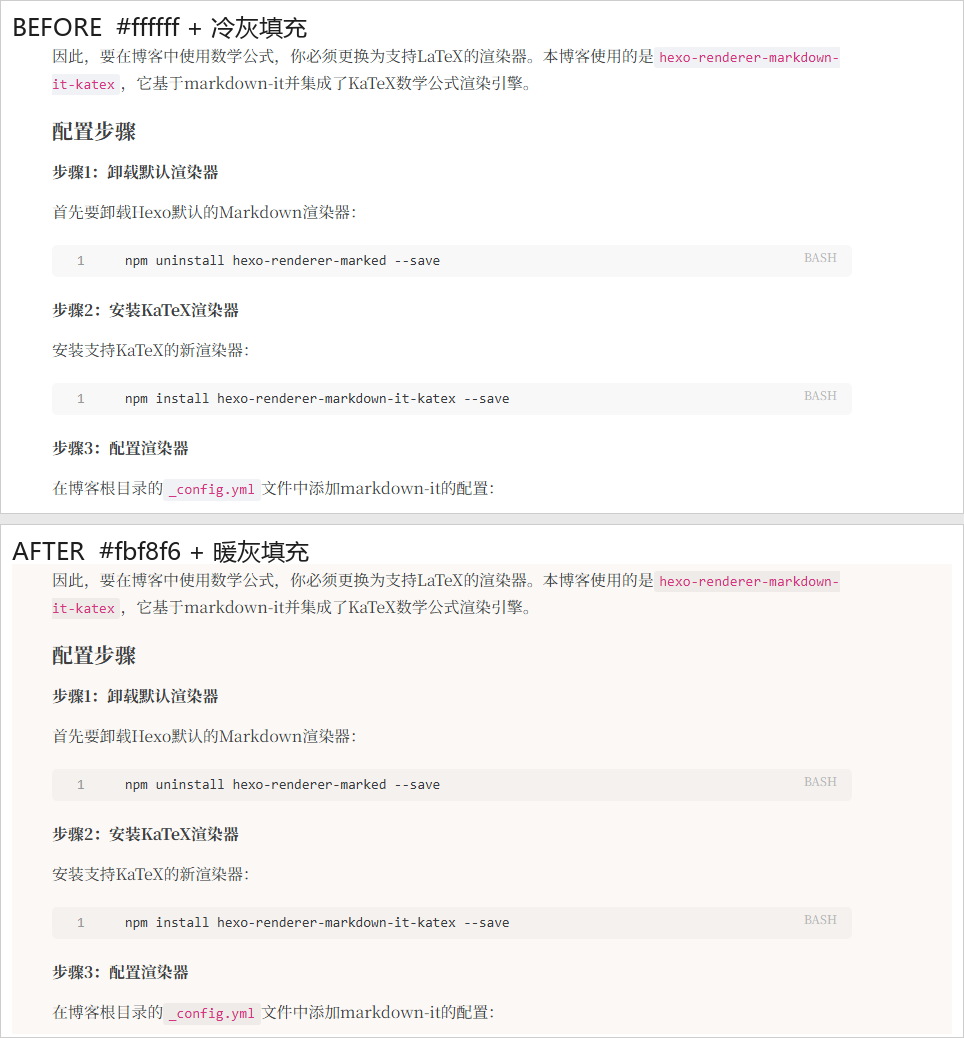 BEFORE #ffffff + 冷灰填充
因此，要在博客中使用数学公式，你必须更换为支持LaTeX的渲染器。本博客使用的是 hexo-renderer-markdown-
it-katex ，它基于markdown-it并集成了KaTeX数学公式渲染引擎。
配置步骤
步骤1：卸载默认渲染器
首先要卸载Hexo默认的Markdown渲染器：
1 npm uninstall hexo-renderer-marked --save BASH
步骤2：安装KaTeX渲染器
安装支持KaTeX的新渲染器：
1 npm install hexo-renderer-markdown-it-katex --save BASH
步骤3：配置渲染器
在博客根目录的 _config.yml 文件中添加markdown-it的配置：
AFTER #fbf8f6 + 暖灰填充
因此，要在博客中使用数学公式，你必须更换为支持LaTeX的渲染器。本博客使用的是 hexo-renderer-markdown-
it-katex ，它基于markdown-it并集成了KaTeX数学公式渲染引擎。
配置步骤
步骤1：卸载默认渲染器
首先要卸载Hexo默认的Markdown渲染器：
1 npm uninstall hexo-renderer-marked --save BASH
步骤2：安装KaTeX渲染器
安装支持KaTeX的新渲染器：
1 npm install hexo-renderer-markdown-it-katex --save BASH
步骤3：配置渲染器
在博客根目录的 _config.yml 文件中添加markdown-it的配置：